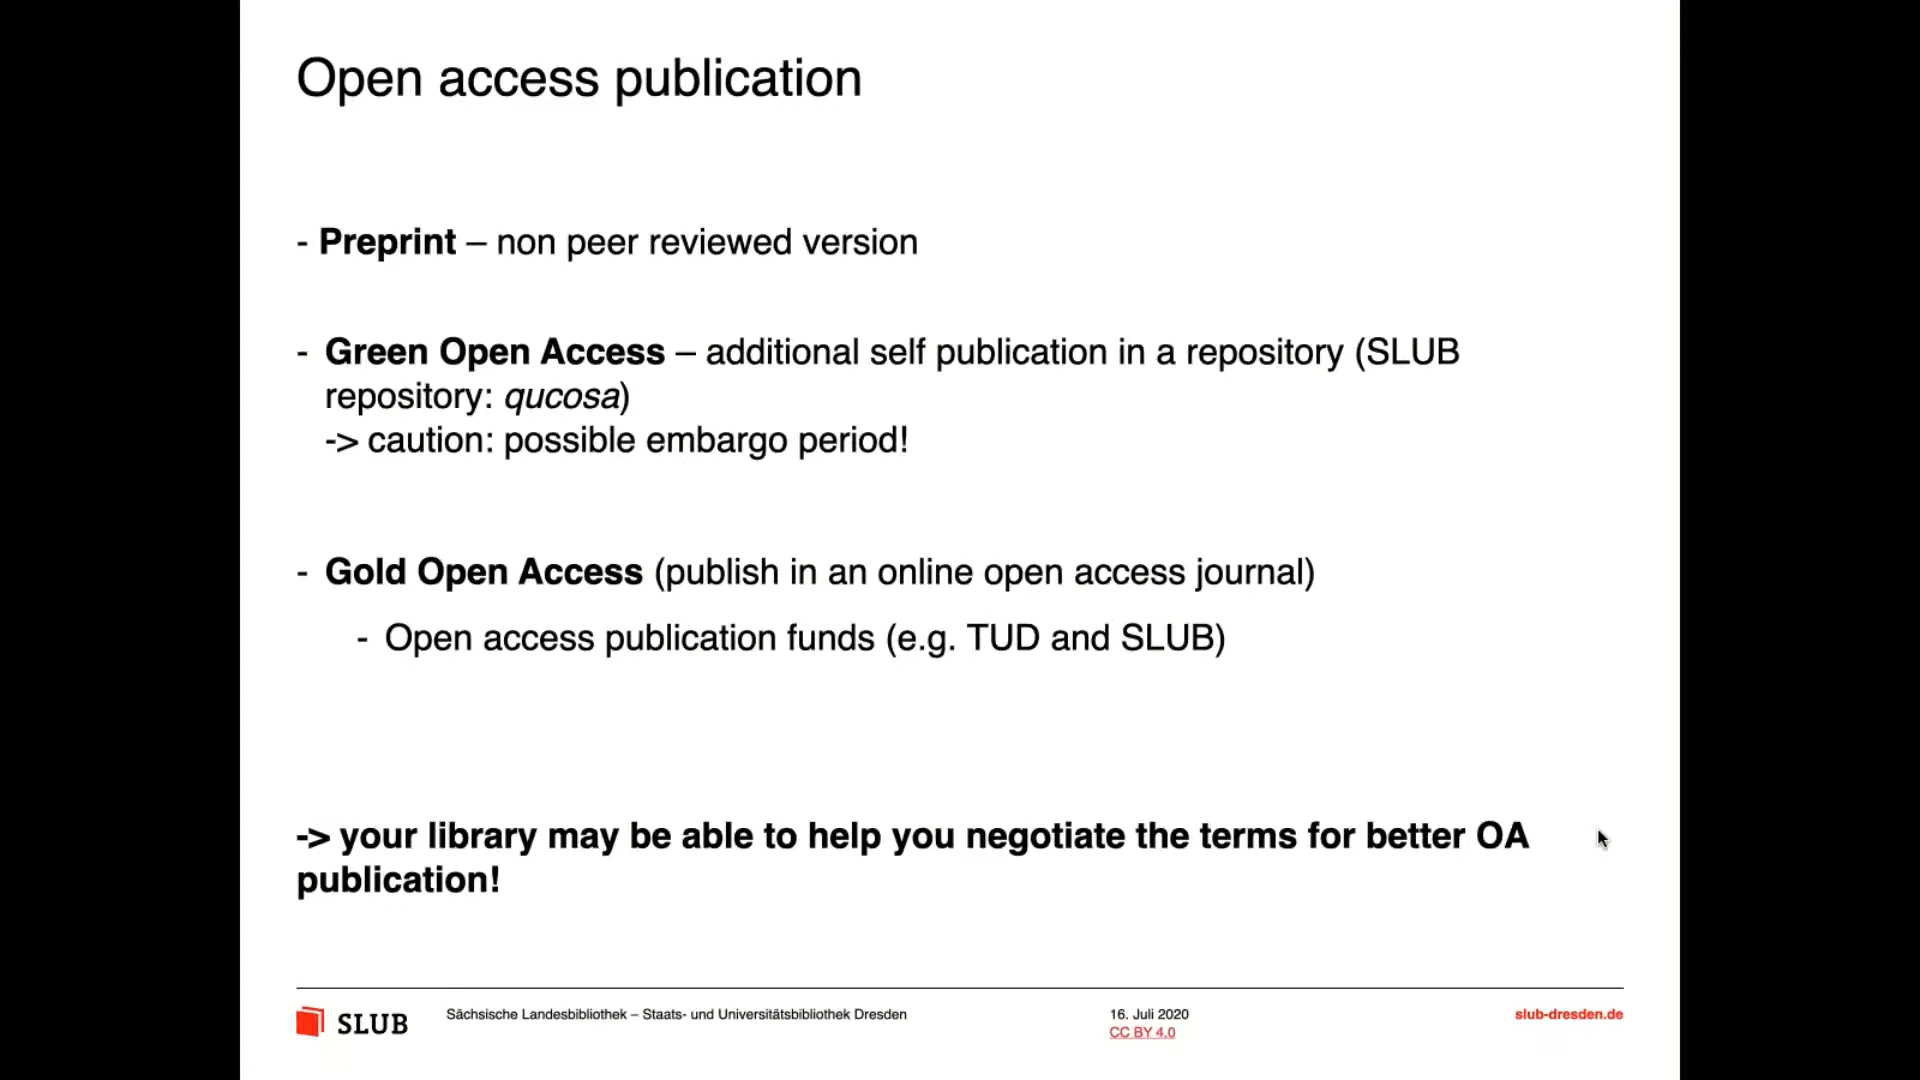 Open access publication
- Preprint – non peer reviewed version
- Green Open Access – additional self publication in a repository (SLUB
repository: qucosa)
-> caution: possible embargo period!
- Gold Open Access (publish in an online open access journal)
- Open access publication funds (e.g. TUD and SLUB)
-> your library may be able to help you negotiate the terms for better OA
publication!
SLUB
Sächsische Landesbibliothek – Staats- und Universitätsbibliothek Dresden
16. Juli 2020
CC BY 4.0
slub-dresden.de